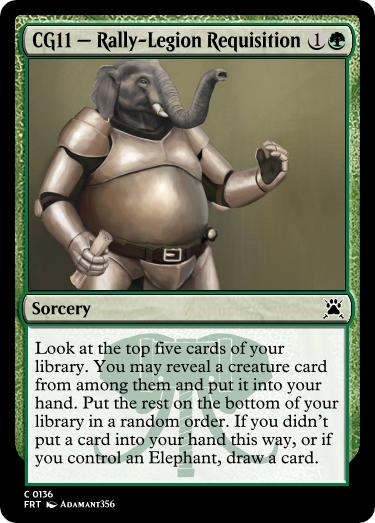 CG11 — Rally-Legion Requisition 1
Sorcery
Look at the top five cards of your
library. You may reveal a creature card
from among them and put it into your
hand. Put the rest on the bottom of your
library in a random order. If you didn't
put a card into your hand this way, or if
you control an Elephant, draw a card.
C 0136
FRT Adamant356